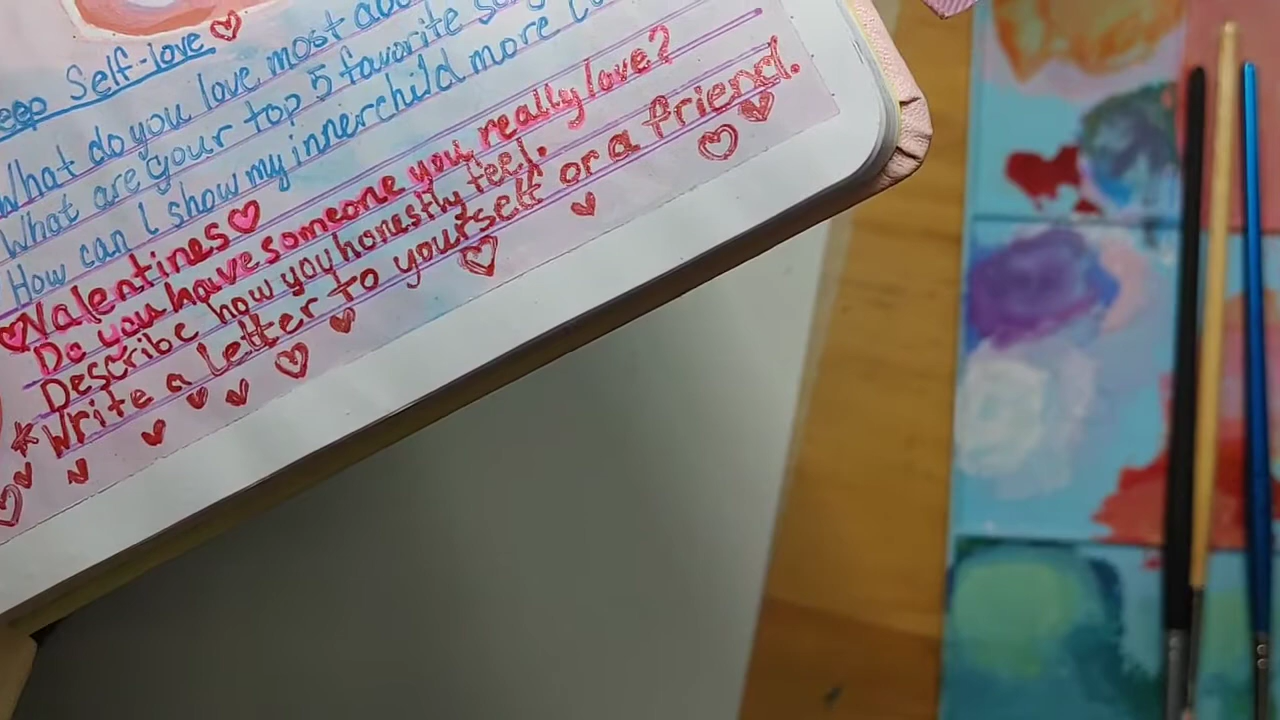 Self-love
What do you love most
What are your top 5 favorite
How can I show my innerchild more
Valentines
Do you have someone you really love?
Describe how you honestly feel.
*Write a letter to yourself or a friend.